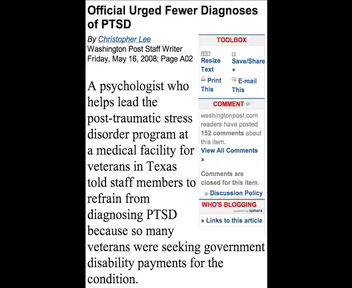 Official Urged Fewer Diagnoses
of PTSD
By Christopher Lee
Washington Post Staff Writer
Friday, May 16, 2008; Page A02
A psychologist who
helps lead the
post-traumatic stress
disorder program at
a medical facility for
veterans in Texas
told staff members to
refrain from
diagnosing PTSD
because so many
veterans were seeking government
disability payments for the
condition.
TOOLBOX
Resize Text
Save/Share +
Print This
E-mail This
COMMENT
washingtonpost.com
readers have posted
152 comments about
this item.
View All Comments
»
Comments are
closed for this item.
» Discussion Policy
WHO'S BLOGGING
» Links to this article